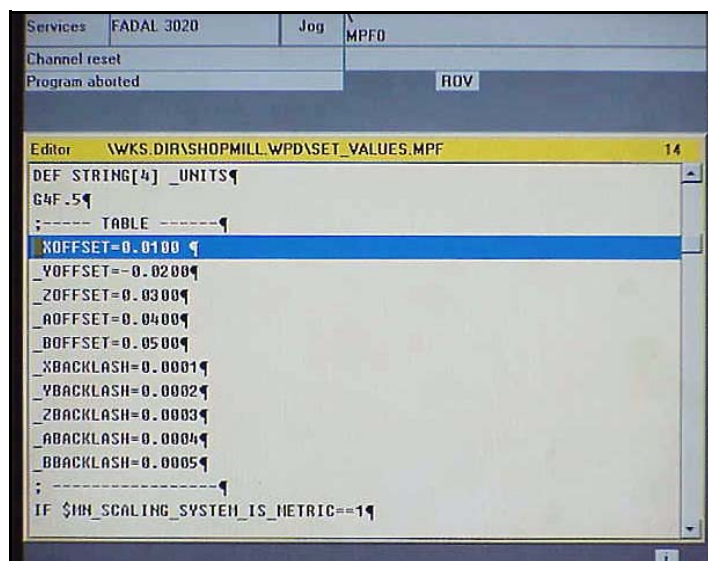 Services FADAL 3020 Jog \
MPF0
Channel reset
Program aborted ROV
Editor \WKS.DIR\SHOPMILL.WPD\SET_VALUES.MPF 14
DEF STRING[4] _UNITS¶
G4F.5¶
;----- TABLE ------¶
_XOFFSET=0.0100 ¶
_YOFFSET=-0.0200¶
_ZOFFSET=0.0300¶
_AOFFSET=0.0400¶
_BOFFSET=0.0500¶
_XBACKLASH=0.0001¶
_YBACKLASH=0.0002¶
_ZBACKLASH=0.0003¶
_ABACKLASH=0.0004¶
_BBACKLASH=0.0005¶
; -----------------¶
IF $MN_SCALING_SYSTEM_IS_METRIC==1¶
i